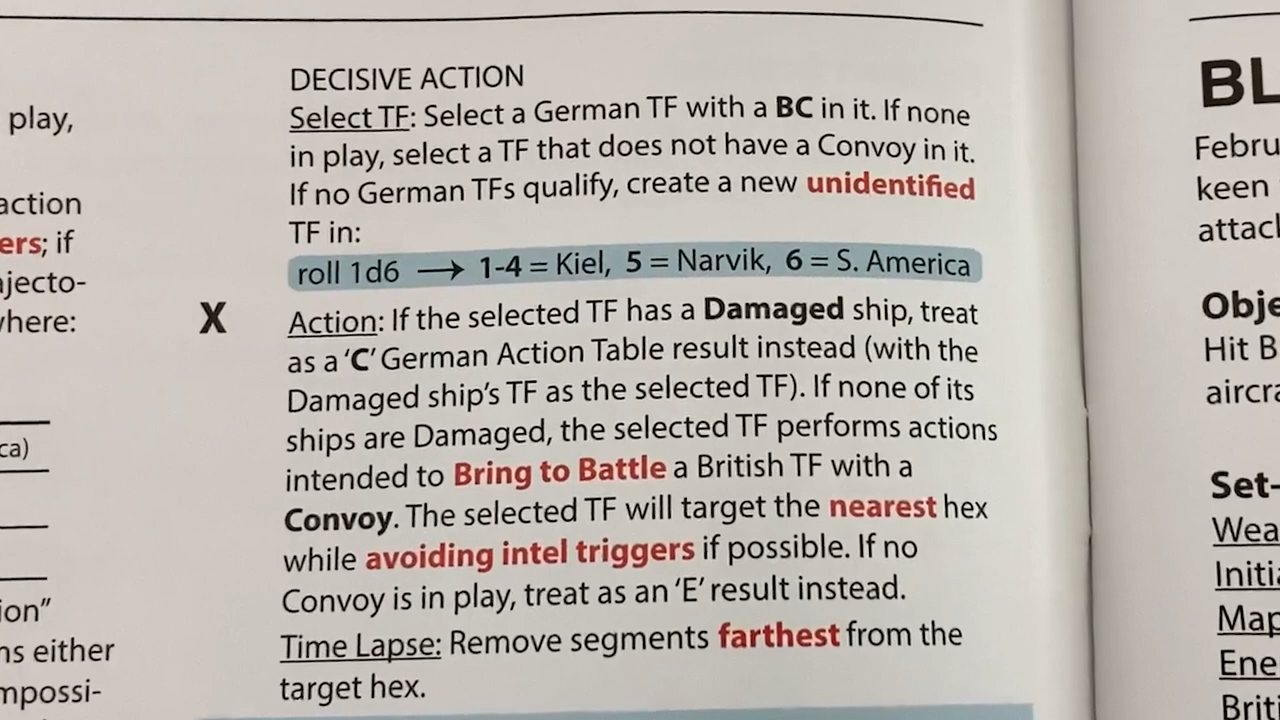 play,
action
ers; if
ajecto-
where:
ca)
ion"
ns either
mpossi-
X
DECISIVE ACTION
Select TF: Select a German TF with a BC in it. If none
in play, select a TF that does not have a Convoy in it.
If no German TFs qualify, create a new unidentified
TF in:
roll 1d6 → 1-4 = Kiel, 5 = Narvik, 6 = S. America
Action: If the selected TF has a Damaged ship, treat
as a 'C' German Action Table result instead (with the
Damaged ship's TF as the selected TF). If none of its
ships are Damaged, the selected TF performs actions
intended to Bring to Battle a British TF with a
Convoy. The selected TF will target the nearest hex
while avoiding intel triggers if possible. If no
Convoy is in play, treat as an 'E' result instead.
Time Lapse: Remove segments farthest from the
target hex.
BL
Febru
keen
attack
Obje
Hit B
aircra
Set-
Wea
Initia
Map
Ene
Briti